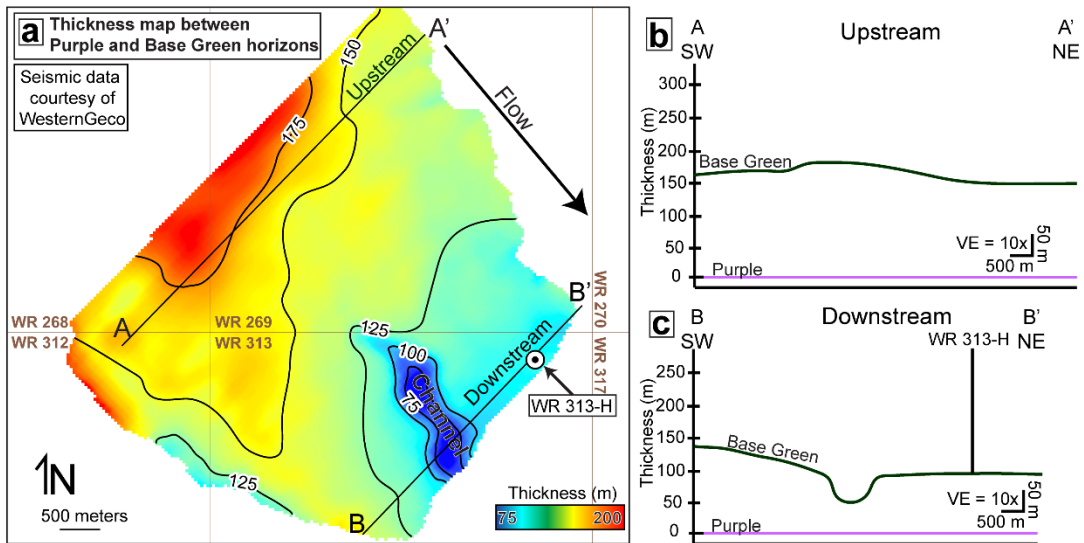 a Thickness map between
Purple and Base Green horizons
Seismic data
courtesy of
WesternGeco
150
A'
Upstream
Flow
175
A
WR 268
WR 269
WR 312
WR 313
WR 270
WR 317
B'
125
100
Channel
75
Downstream
WR 313-H
125
B
N
500 meters
Thickness (m)
75
200
b
A
SW
Upstream
A'
NE
Thickness (m)
300
250
200
150
100
50
0
Base Green
VE = 10x
50 m
500 m
Purple
c
B
SW
Downstream
B'
NE
WR 313-H
Thickness (m)
250
200
150
100
50
0
Base Green
VE = 10x
50 m
500 m
Purple